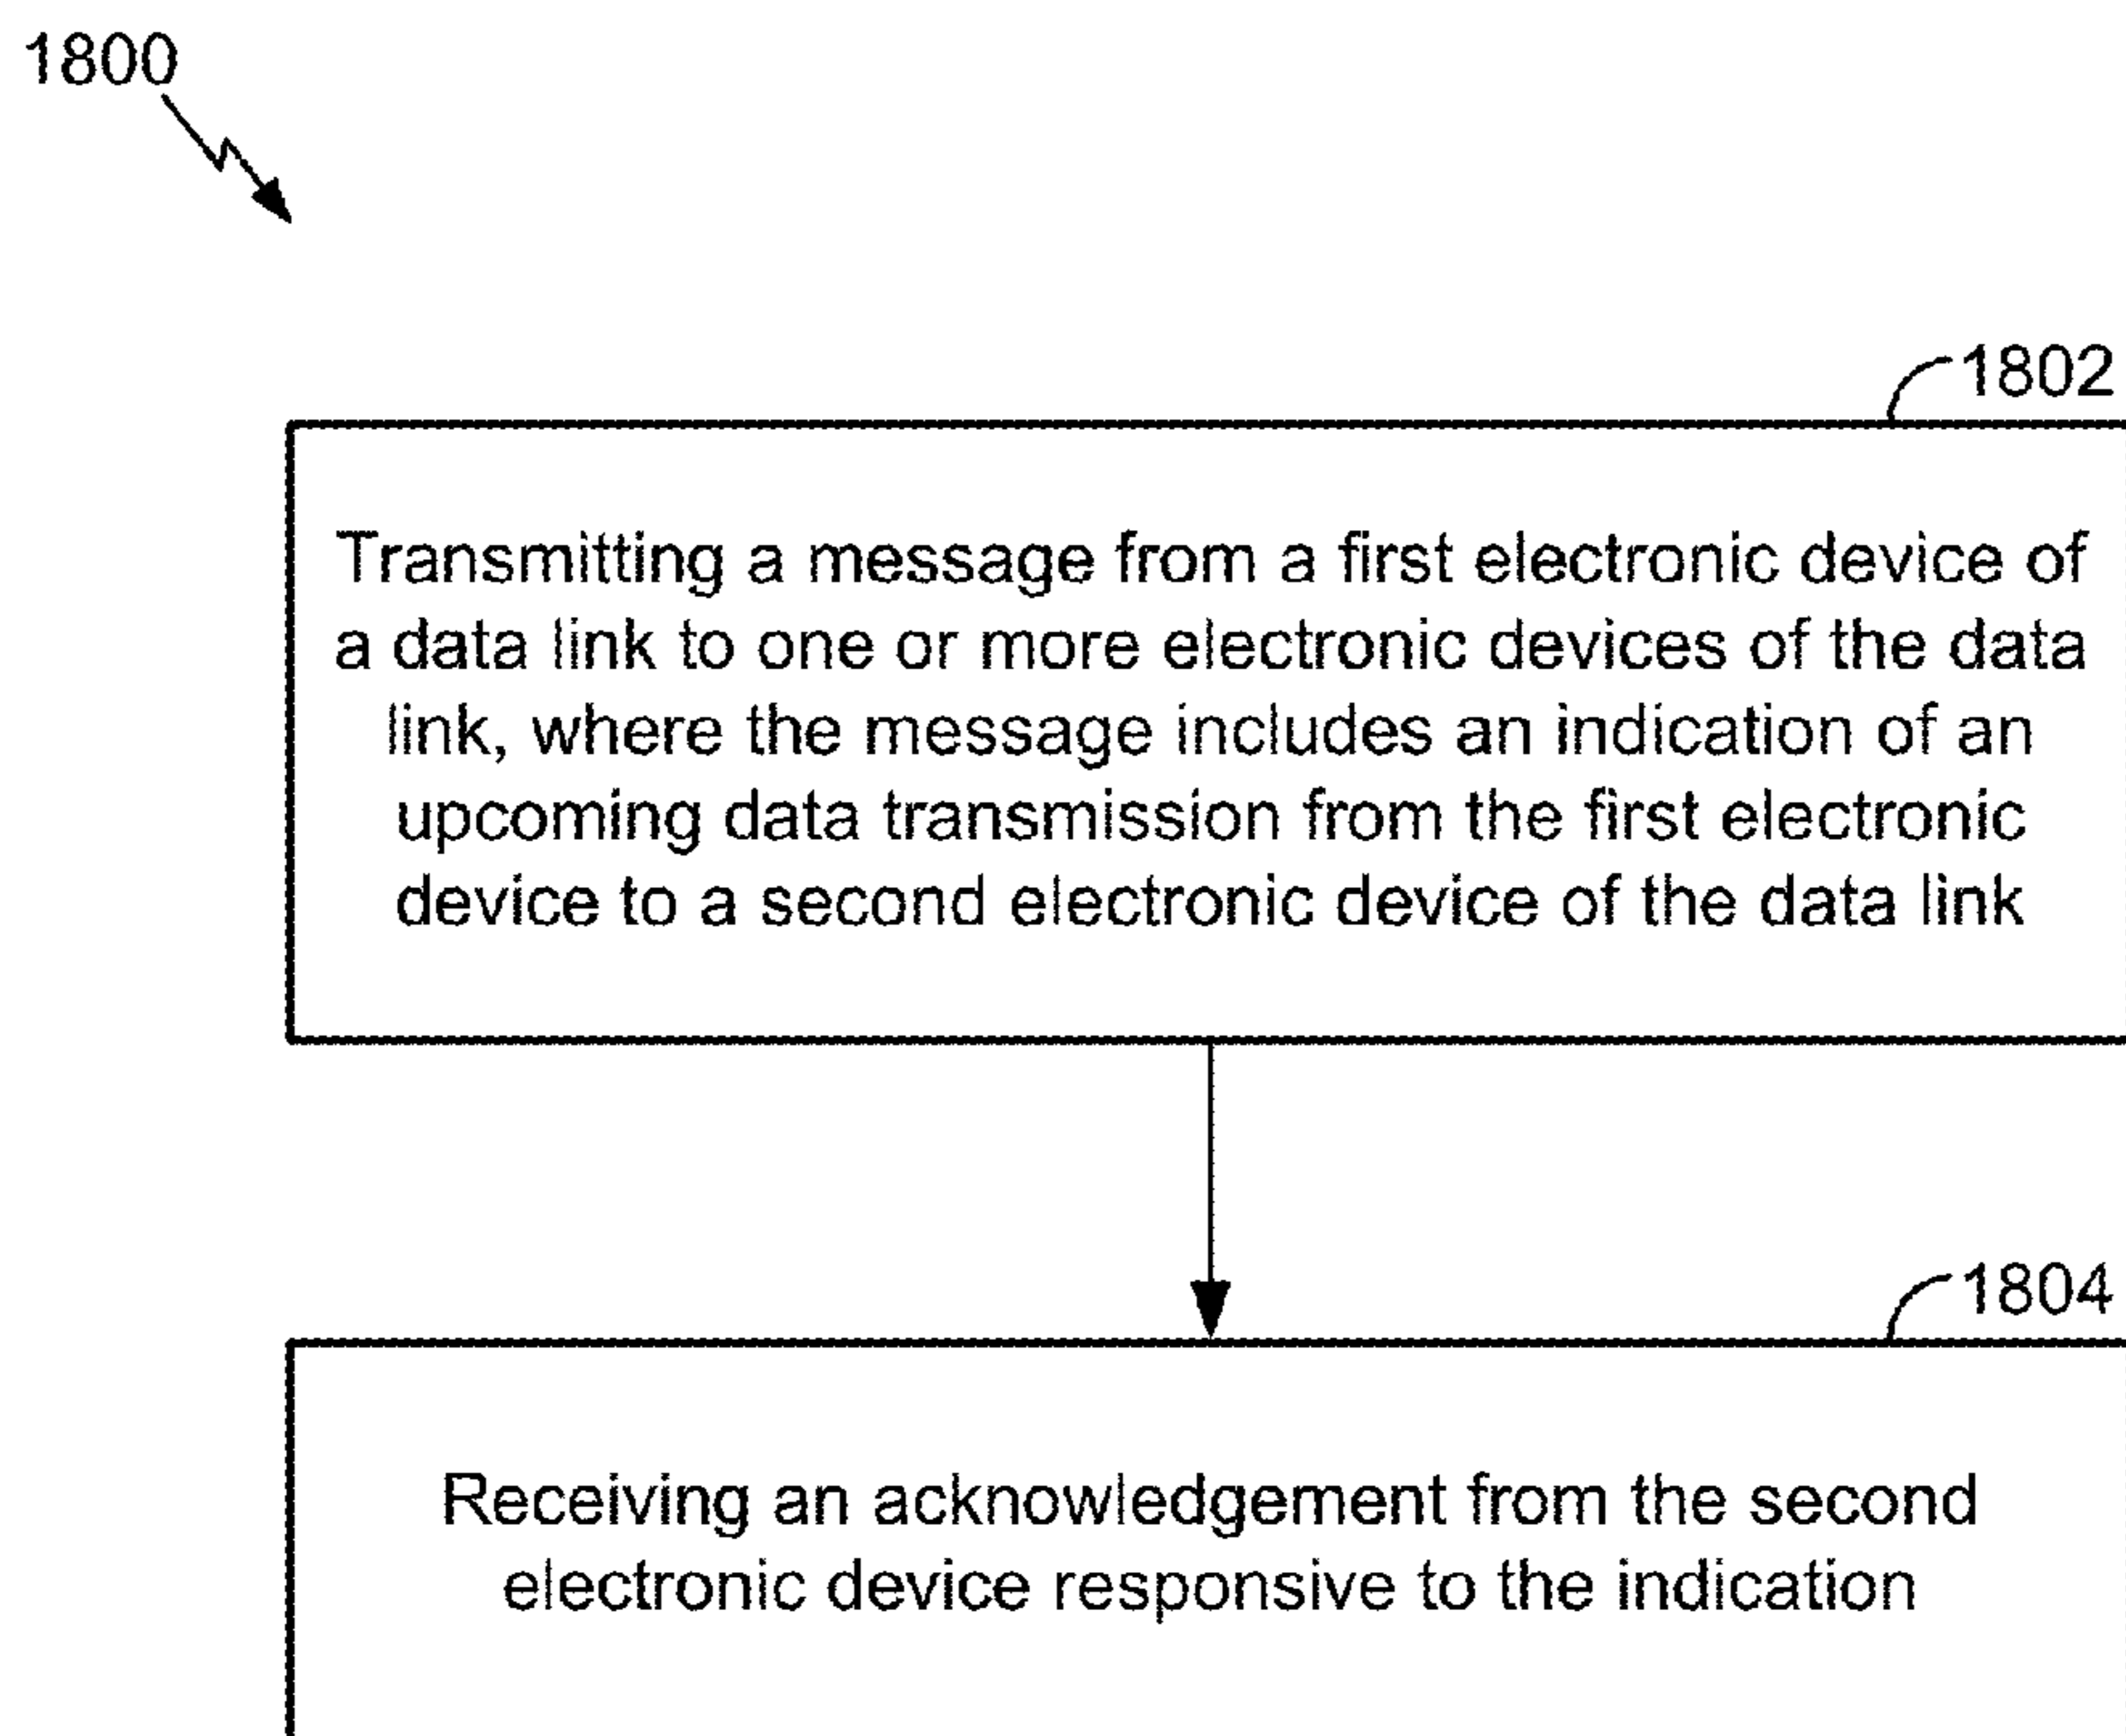 1800
1802
Transmitting a message from a first electronic device of
a data link to one or more electronic devices of the data
link, where the message includes an indication of an
upcoming data transmission from the first electronic
device to a second electronic device of the data link
1804
Receiving an acknowledgement from the second
electronic device responsive to the indication